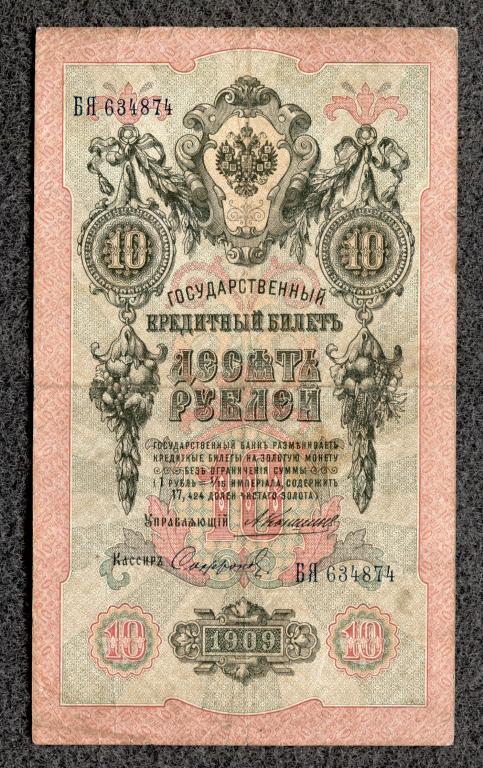 БЯ 634874
10 10
ГОСУДАРСТВЕННЫЙ
КРЕДИТНЫЙ БИЛЕТЪ
ДЕСЯТЬ
РУБЛЕЙ
ГОСУДАРСТВЕННЫЙ БАНКЪ РАЗМѢНИВАЕТЪ
КРЕДИТНЫЕ БИЛЕТЫ НА ЗОЛОТУЮ МОНЕТУ
БЕЗЪ ОГРАНИЧЕНІЯ СУММЫ
(1 РУБЛЬ = 1/15 ИМПЕРІАЛА, СОДЕРЖИТЪ
17,424 ДОЛЕЙ ЧИСТАГО ЗОЛОТА)
10
УПРАВЛЯЮЩІЙ
КАССИРЪ Софроновъ
БЯ 634874
10 1909 10